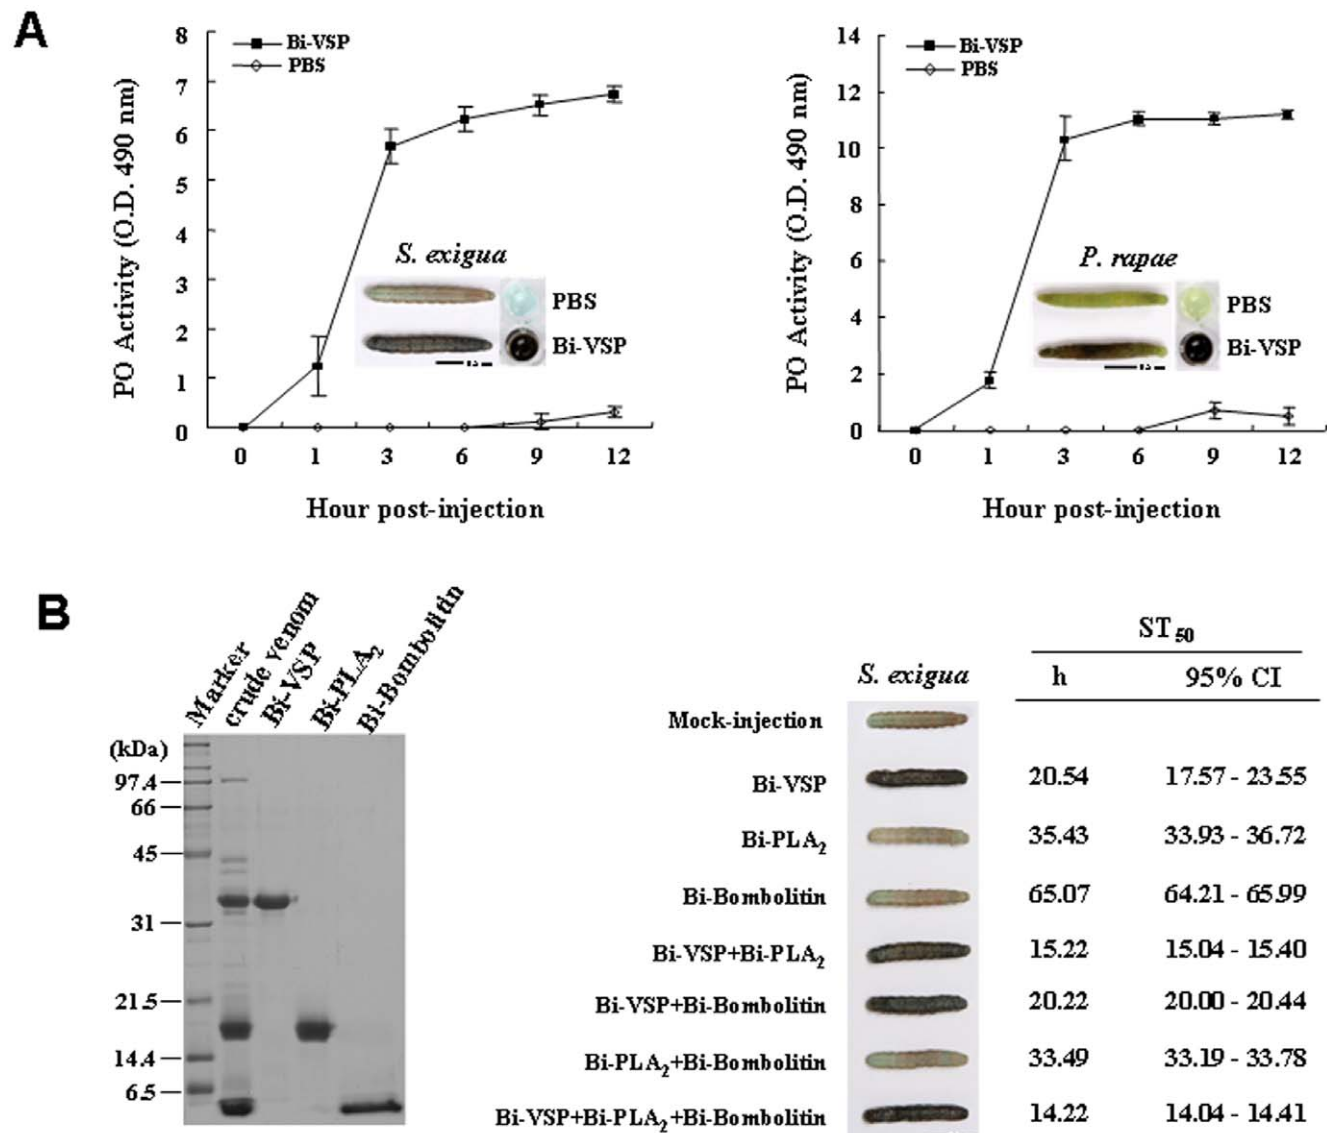 A
8
7
6
5
4
3
2
1
0
PO Activity (O.D. 490 nm)
Bi-VSP
PBS
S. exigua
PBS
Bi-VSP
0 1 3 6 9 12
Hour post-injection
14
12
10
8
6
4
2
0
PO Activity (O.D. 490 nm)
Bi-VSP
PBS
P. rapae
PBS
Bi-VSP
0 1 3 6 9 12
Hour post-injection
B
Marker
crude venom
Bi-VSP
Bi-PLA₂
Bi-Bombolitin
(kDa)
97.4
66
45
31
21.5
14.4
6.5
ST₅₀
S. exigua h 95% CI
Mock-injection
Bi-VSP 20.54 17.57 - 23.55
Bi-PLA₂ 35.43 33.93 - 36.72
Bi-Bombolitin 65.07 64.21 - 65.99
Bi-VSP+Bi-PLA₂ 15.22 15.04 - 15.40
Bi-VSP+Bi-Bombolitin 20.22 20.00 - 20.44
Bi-PLA₂+Bi-Bombolitin 33.49 33.19 - 33.78
Bi-VSP+Bi-PLA₂+Bi-Bombolitin 14.22 14.04 - 14.41